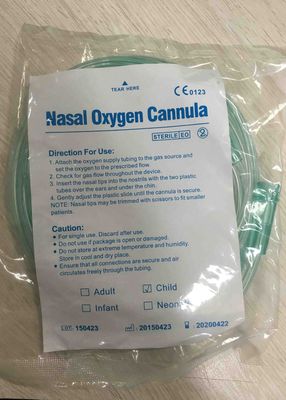 TEAR HERE
CE 0123
Nasal Oxygen Cannula
STERILE EO 2
Direction For Use:
1. Attach the oxygen supply tubing to the gas source and
set on oxygen to the prescribed flow.
2. Check for gas flow throughout the device.
3. Insert the nasal tips into the nostrils with the two plastic
tubes over the ears and under the chin.
4. Gently adjust the plastic slide until the cannula is secure.
NOTE: Nasal tips may be trimmed with scissors to fit smaller
patients.
Caution:
For single use. Discard after use.
Do not use if package is open or damaged.
Do not store at extreme temperature and humidity.
Store in cool and dry place.
Ensure that all connections are secure and air
circulates freely through the tubing.
Adult
Child
Infant
LOT: 150423
20150423
20200422